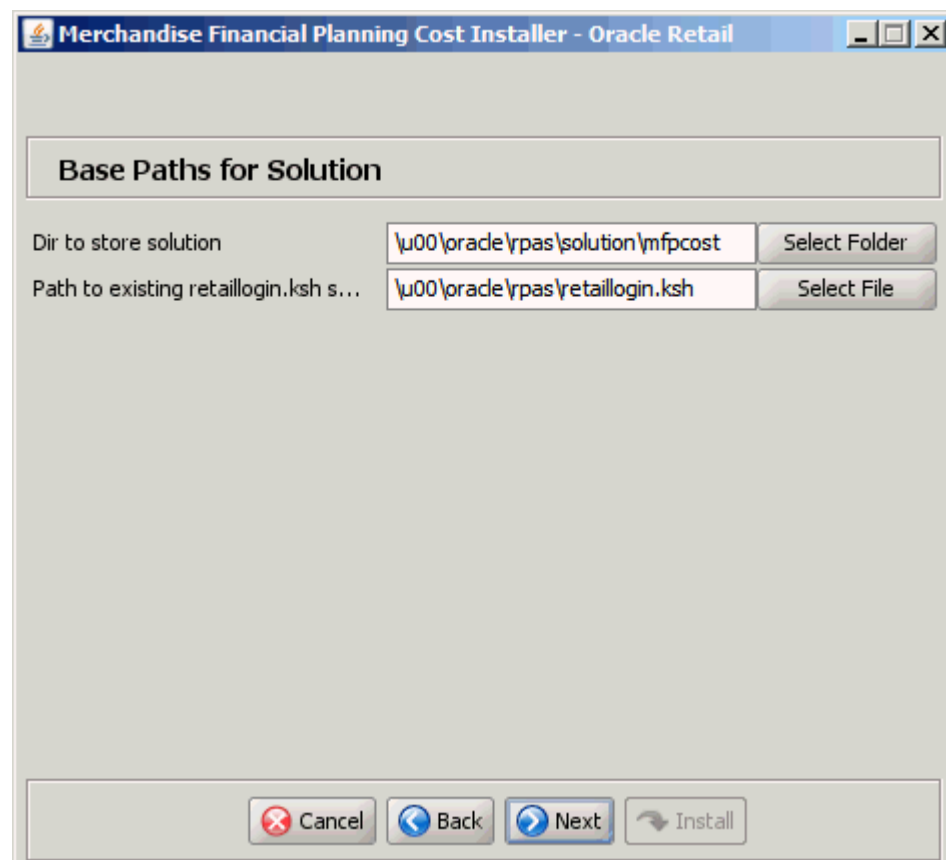 Merchandise Financial Planning Cost Installer - Oracle Retail
Base Paths for Solution
Dir to store solution \u00\oracle\rpas\solution\mfpcost Select Folder
Path to existing retaillogin.ksh s... \u00\oracle\rpas\retaillogin.ksh Select File
Cancel Back Next Install